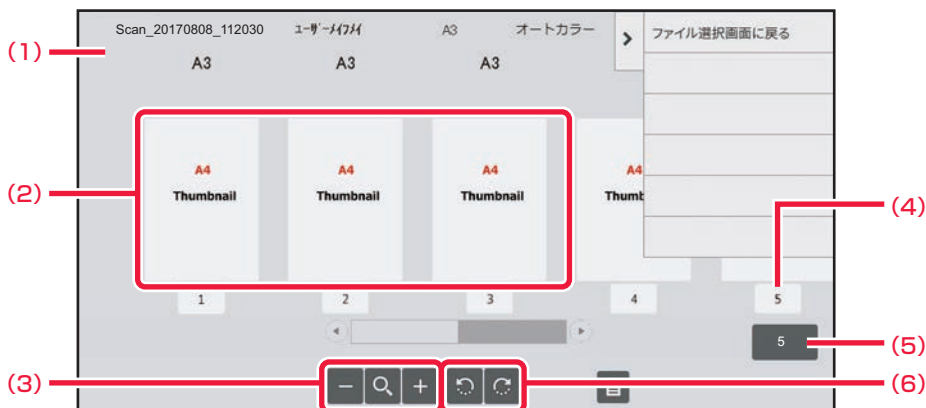 Scan_20170808_112030 ユーザーメイフメイ A3 オートカラー > ファイル選択画面に戻る
(1)
A3 A3 A3
A4 A4 A4 A4
(2)
Thumbnail Thumbnail Thumbnail Thumb
(4)
1 2 3 4 5
5
(5)
(3)
(6)